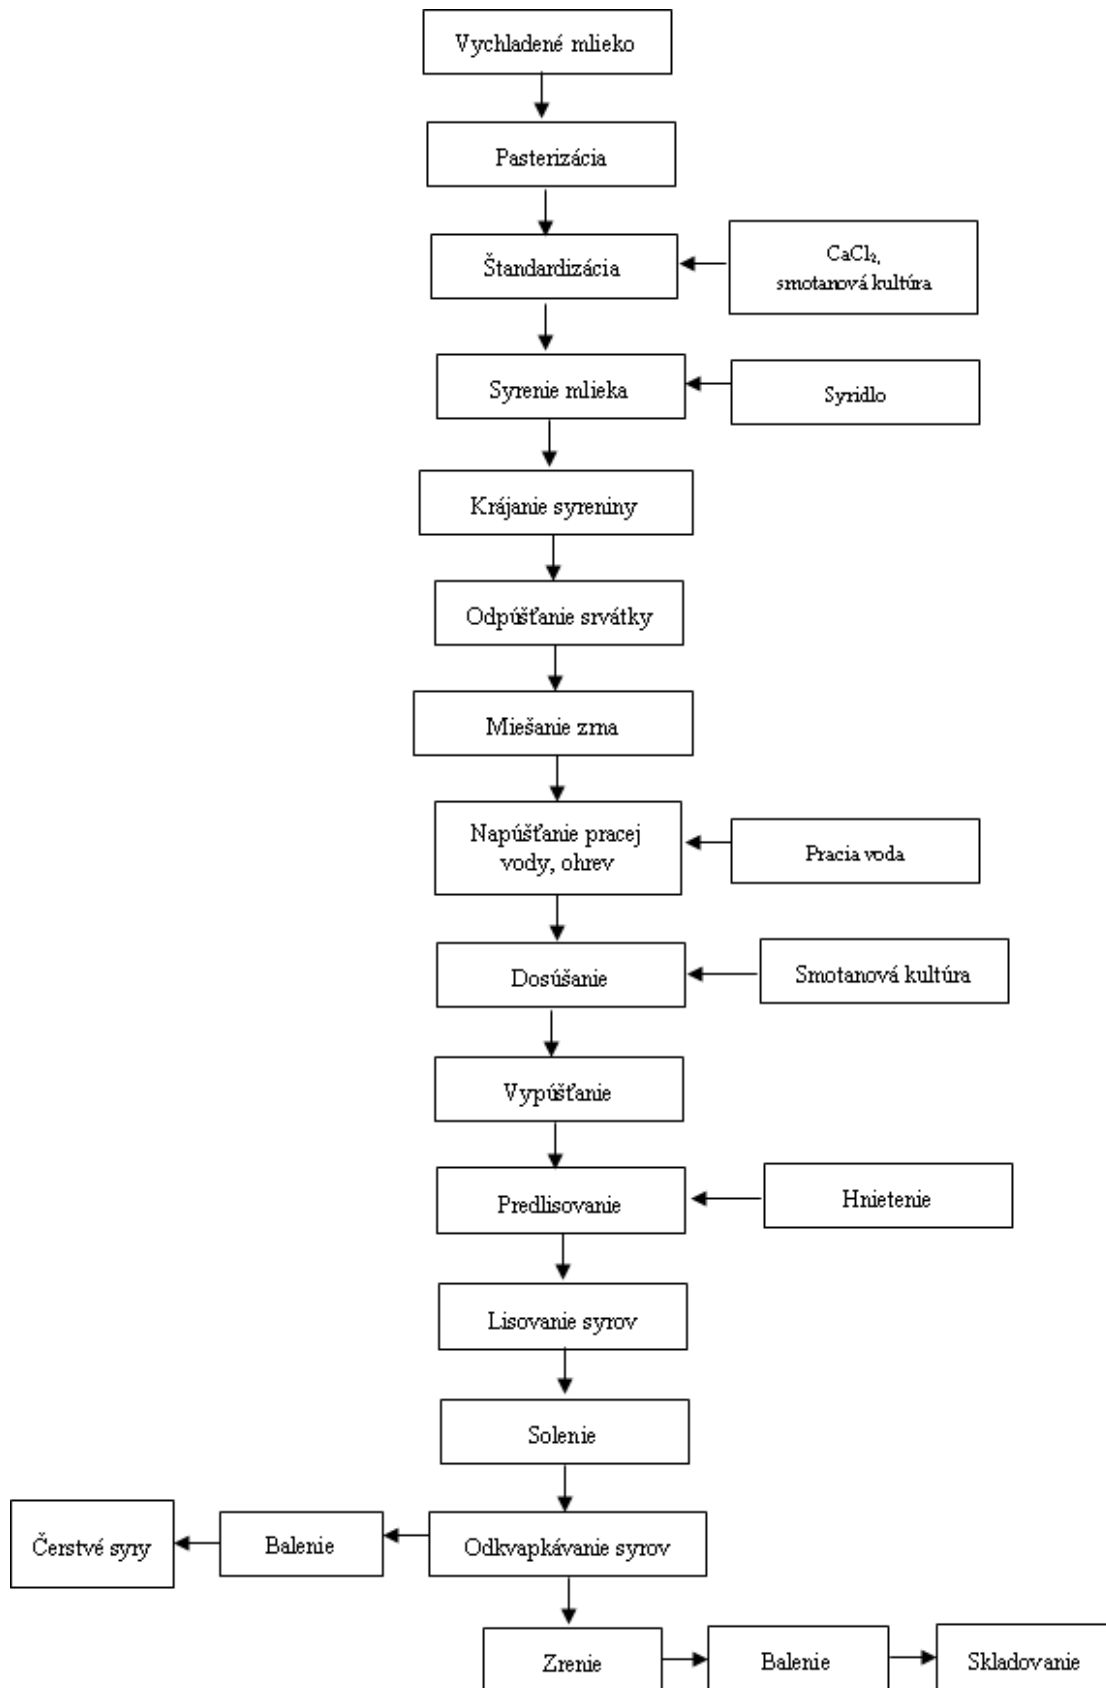 Vychladené mlieko
Pasterizácia
Štandardizácia
CaCl₂,
smotanová kultúra
Syrenie mlieka
Syridlo
Krájanie syreniny
Odpúšťanie srvátky
Miešanie zrna
Napúšťanie pracej
vody, ohrev
Pracia voda
Dosúšanie
Smotanová kultúra
Vypúšťanie
Predlisovanie
Hnietenie
Lisovanie syrov
Solenie
Čerstvé syry
Balenie
Odkvapkávanie syrov
Zrenie
Balenie
Skladovanie